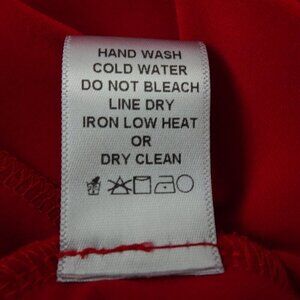 HAND WASH
COLD WATER
DO NOT BLEACH
LINE DRY
IRON LOW HEAT
OR
DRY CLEAN